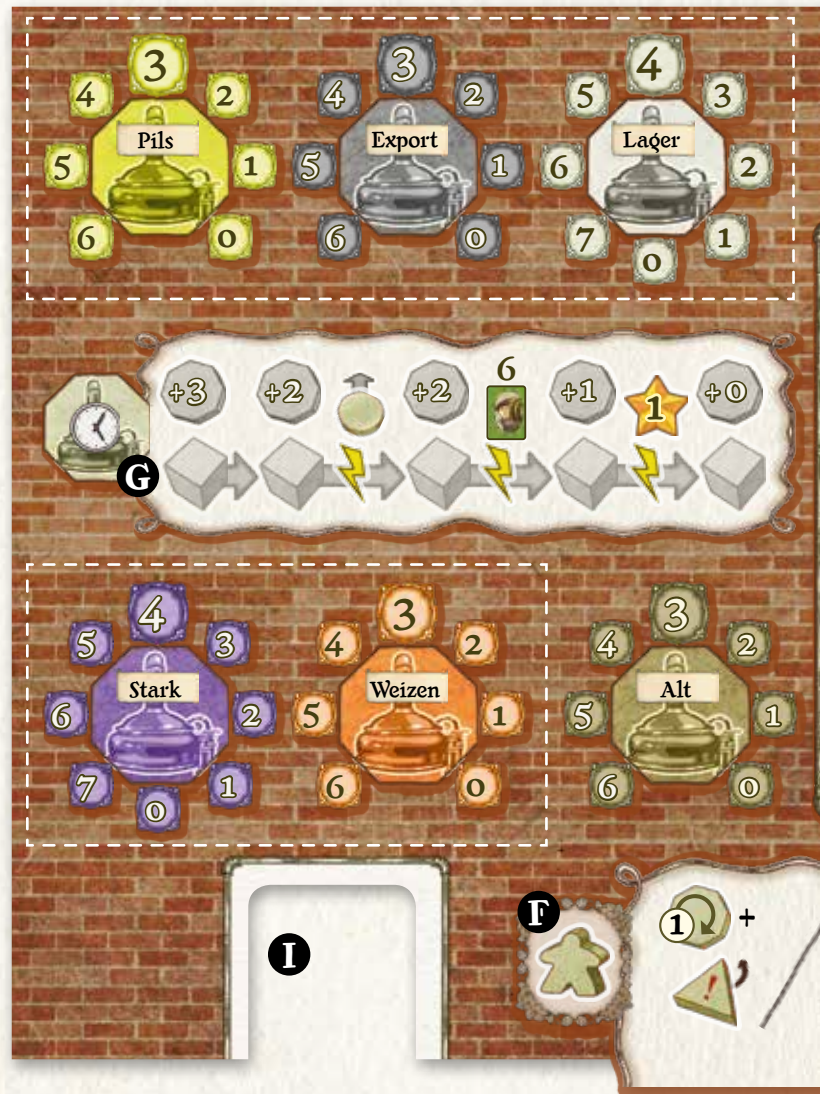 3 3 4
4 2 4 2 5 3
Pils Export Lager
5 1 5 1 6 2
6 0 6 0 7 1
0
6
+3 +2 +2 +1 1 +0
G
4 3 3
5 3 4 2 4 2
Stark Weizen Alt
6 2 5 1 5 1
7 1 6 0 6 0
0
F
1 +
I
!